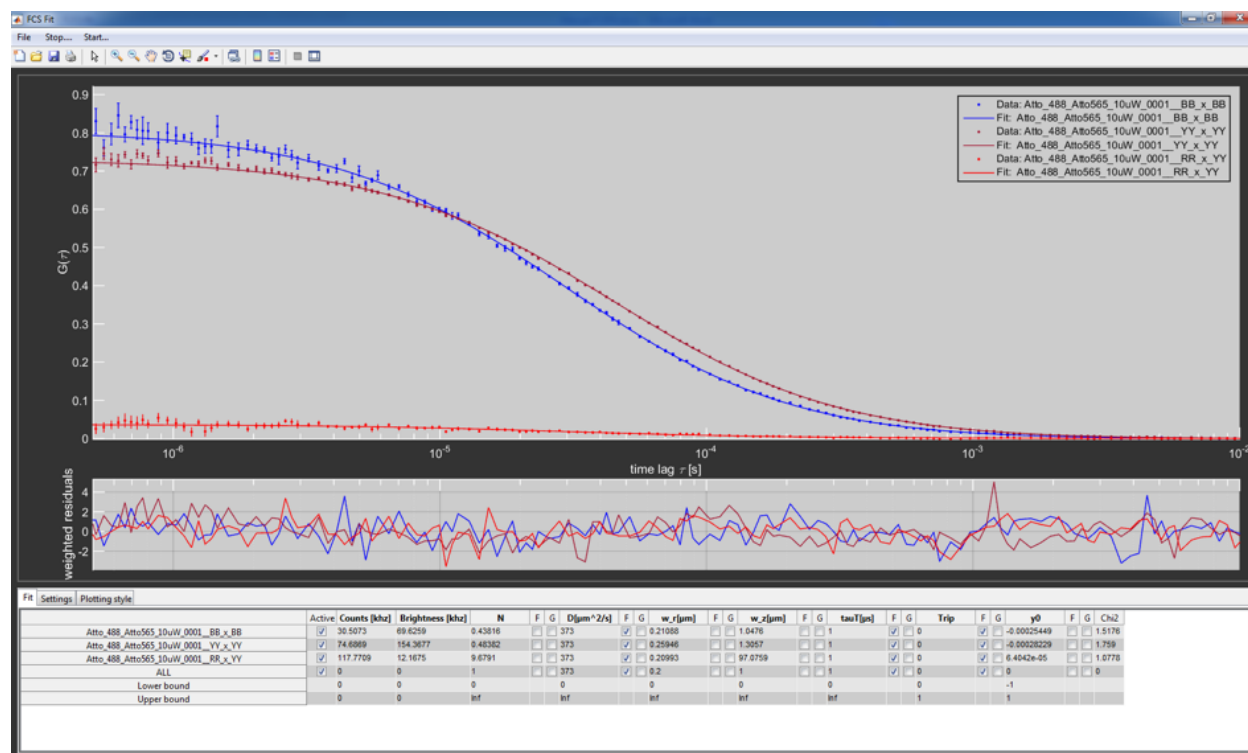 FCS Fit
File Stop.... Start...
0.9
0.8
0.7
0.6
0.5
0.4
0.3
0.2
0.1
0
G(τ)
Data: Atto_488_Atto565_10uW_0001__BB_x_BB
Fit: Atto_488_Atto565_10uW_0001__BB_x_BB
Data: Atto_488_Atto565_10uW_0001__YY_x_YY
Fit: Atto_488_Atto565_10uW_0001__YY_x_YY
Data: Atto_488_Atto565_10uW_0001__RR_x_YY
Fit: Atto_488_Atto565_10uW_0001__RR_x_YY
10⁻⁶ 10⁻⁵ 10⁻⁴ 10⁻³ 10⁻²
time lag τ [s]
weighted residuals
4
2
0
-2
Fit Settings Plotting style
Active Counts [khz] Brightness [khz] N F G D[µm^2/s] F G w_r[µm] F G w_z[µm] F G tauT[µs] F G Trip F G y0 F G Chi2
Atto_488_Atto565_10uW_0001__BB_x_BB 30.5073 69.6259 0.43816 373 0.21088 1.0476 1 0 -0.00025449 1.5176
Atto_488_Atto565_10uW_0001__YY_x_YY 74.6869 154.3677 0.48382 373 0.25946 1.3057 1 0 -0.00028229 1.759
Atto_488_Atto565_10uW_0001__RR_x_YY 117.7709 12.1675 9.6791 373 0.20993 97.0759 1 0 6.4042e-05 1.0778
ALL 0 0 1 373 0.2 1 1 0 0 0
Lower bound 0 0 0 0 0 0 0 0 -1
Upper bound 0 0 Inf Inf Inf Inf Inf 1 1